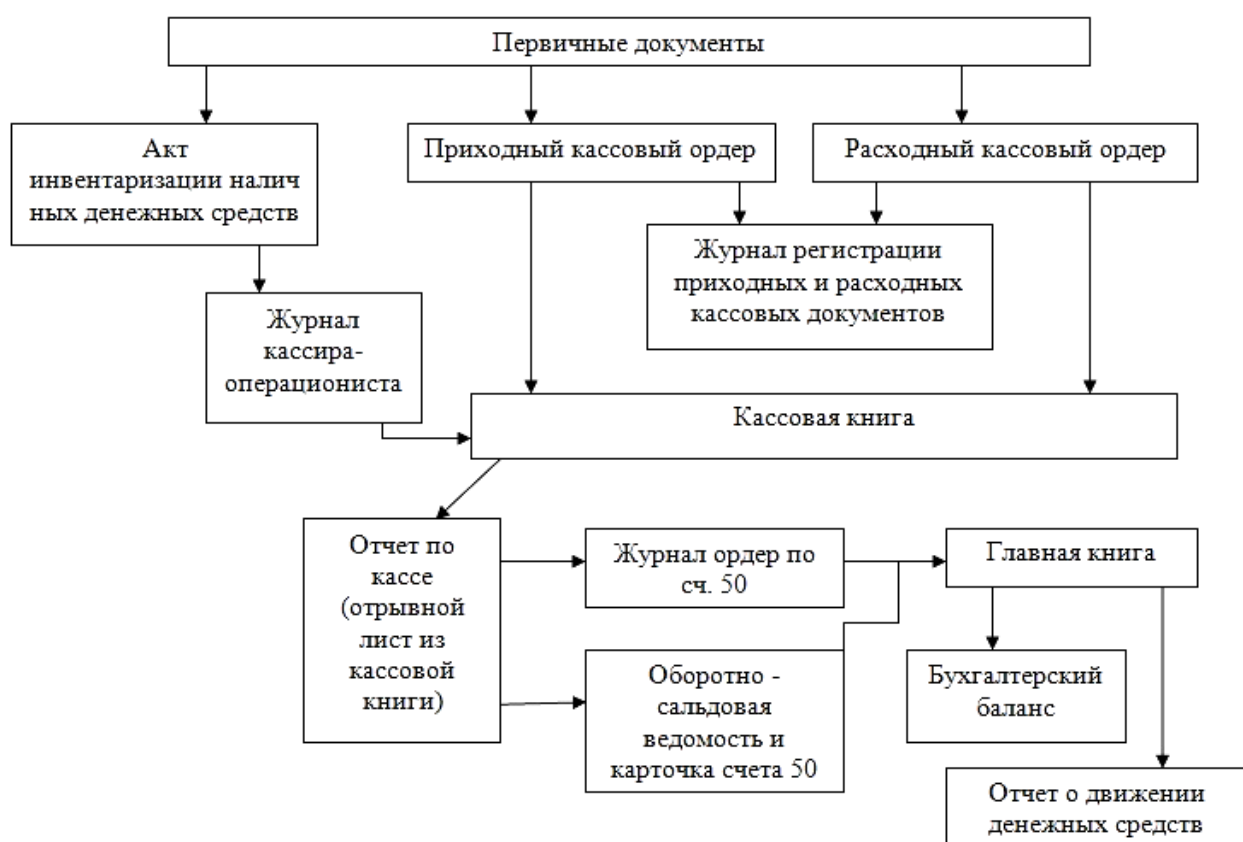 Первичные документы
Акт
инвентаризации налич
ных денежных средств
Приходный кассовый ордер
Расходный кассовый ордер
Журнал регистрации
приходных и расходных
кассовых документов
Журнал
кассира-
операциониста
Кассовая книга
Отчет по
кассе
(отрывной
лист из
кассовой
книги)
Журнал ордер по
сч. 50
Главная книга
Оборотно -
сальдовая
ведомость и
карточка счета 50
Бухгалтерский
баланс
Отчет о движении
денежных средств